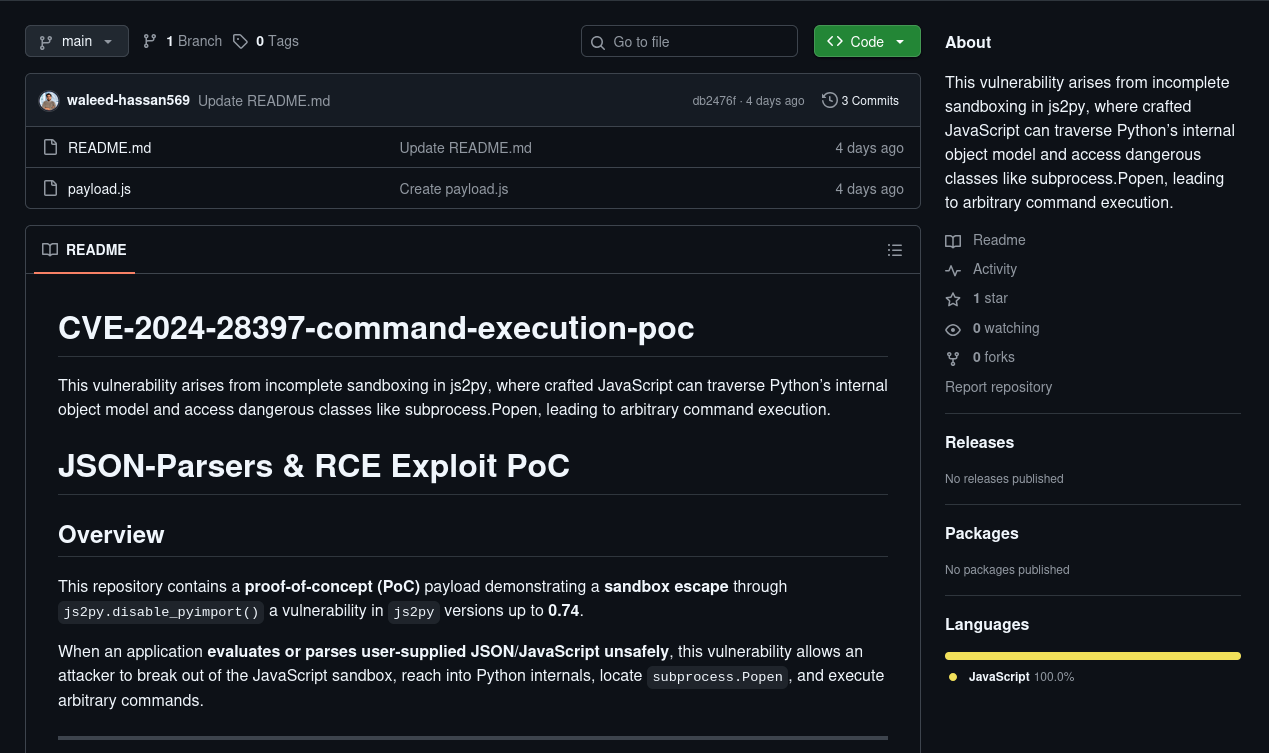 main
1 Branch
0 Tags
Go to file
Code
waleed-hassan569 Update README.md
db2476f · 4 days ago
3 Commits
README.md Update README.md 4 days ago
payload.js Create payload.js 4 days ago
README
CVE-2024-28397-command-execution-poc
This vulnerability arises from incomplete sandboxing in js2py, where crafted JavaScript can traverse Python’s internal
object model and access dangerous classes like subprocess.Popen, leading to arbitrary command execution.
JSON-Parsers & RCE Exploit PoC
Overview
This repository contains a proof-of-concept (PoC) payload demonstrating a sandbox escape through
js2py.disable_pyimport() a vulnerability in js2py versions up to 0.74.
When an application evaluates or parses user-supplied JSON/JavaScript unsafely, this vulnerability allows an
attacker to break out of the JavaScript sandbox, reach into Python internals, locate subprocess.Popen, and execute
arbitrary commands.
About
This vulnerability arises from incomplete
sandboxing in js2py, where crafted
JavaScript can traverse Python’s internal
object model and access dangerous
classes like subprocess.Popen, leading
to arbitrary command execution.
Readme
Activity
1 star
0 watching
0 forks
Report repository
Releases
No releases published
Packages
No packages published
Languages
JavaScript 100.0%